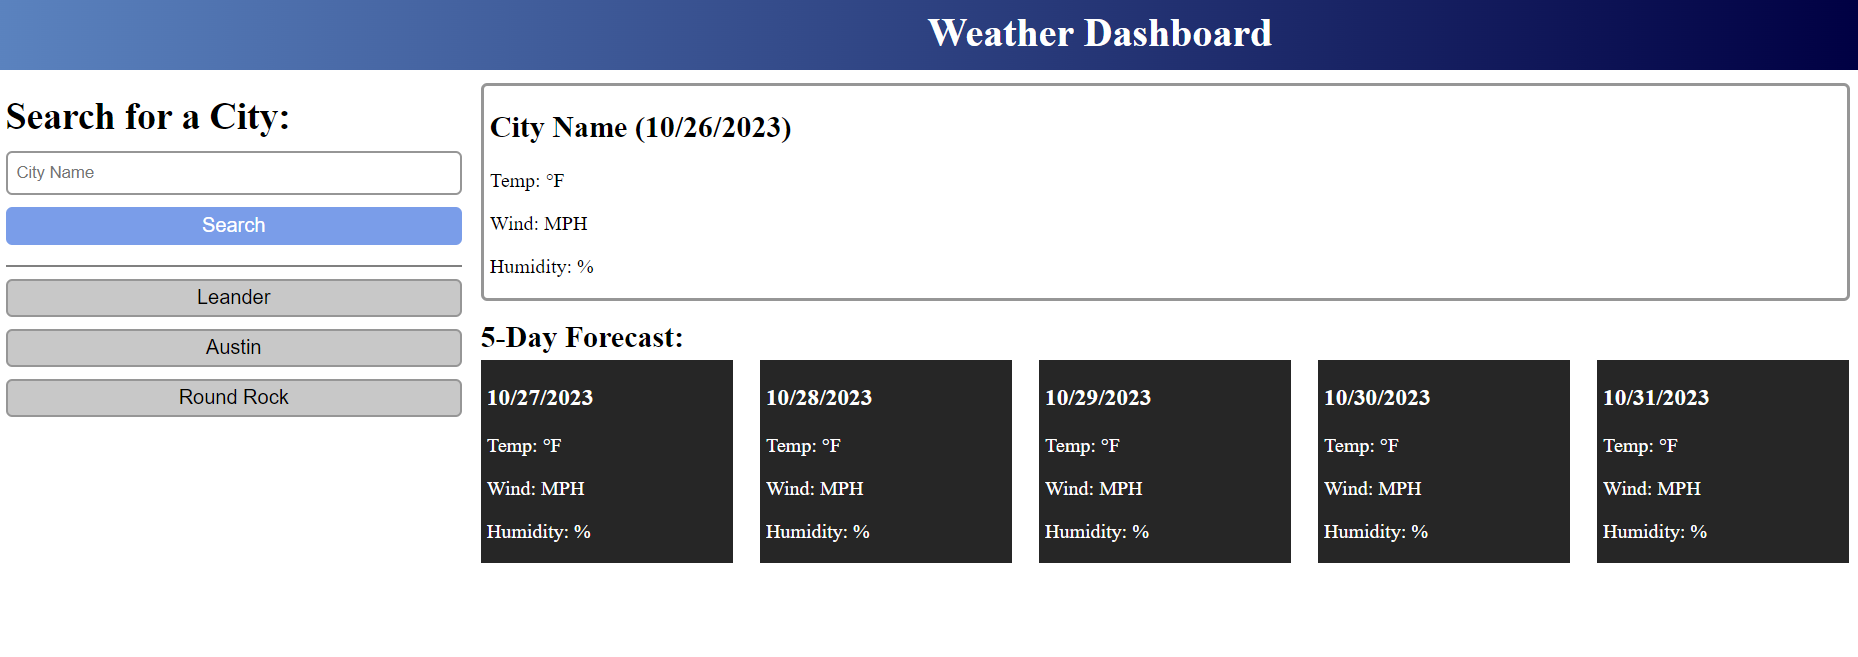 Weather Dashboard
Search for a City:
City Name
Search
Leander
Austin
Round Rock
City Name (10/26/2023)
Temp: °F
Wind: MPH
Humidity: %
5-Day Forecast:
10/27/2023
Temp: °F
Wind: MPH
Humidity: %
10/28/2023
Temp: °F
Wind: MPH
Humidity: %
10/29/2023
Temp: °F
Wind: MPH
Humidity: %
10/30/2023
Temp: °F
Wind: MPH
Humidity: %
10/31/2023
Temp: °F
Wind: MPH
Humidity: %